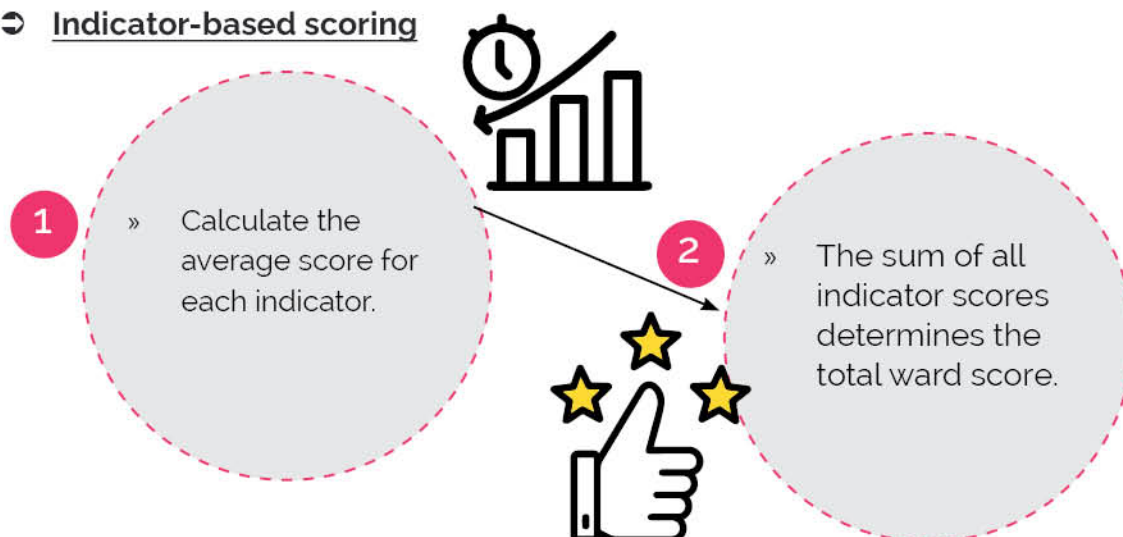 ➲ Indicator-based scoring
1
» Calculate the
average score for
each indicator.
2
» The sum of all
indicator scores
determines the
total ward score.